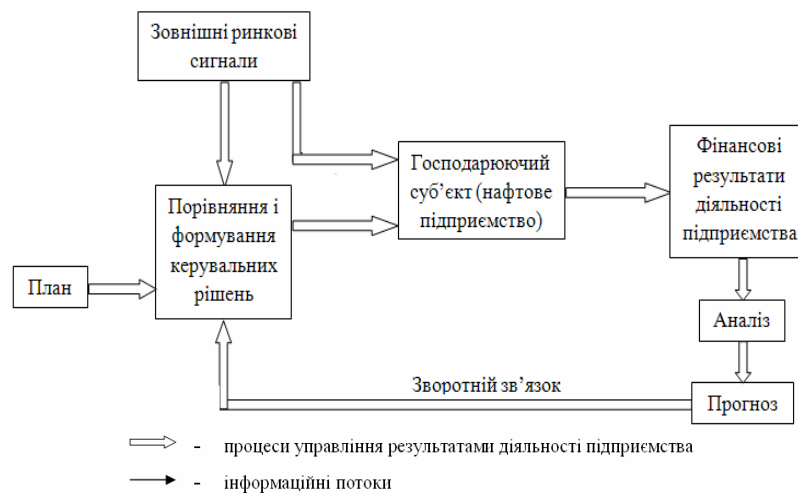 Зовнішні ринкові
сигнали
Господарюючий
суб’єкт (нафтове
підприємство)
Фінансові
результати
діяльності
підприємства
Порівняння і
формування
керувальних
рішень
План
Аналіз
Зворотній зв’язок
Прогноз
- процеси управління результатами діяльності підприємства
- інформаційні потоки